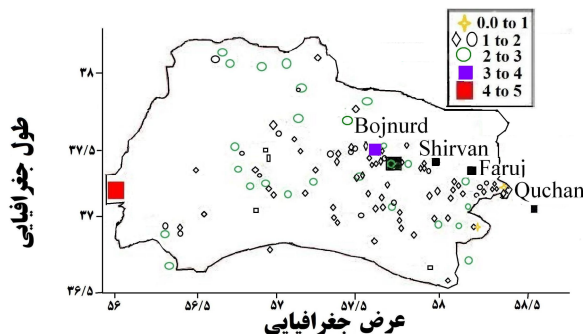 0.0 to 1
1 to 2
2 to 3
3 to 4
4 to 5
۳۸
Bojnurd
۳۷/۵
Shirvan
Faruj
Quchan
۳۷
۳۶/۵
طول جغرافیایی
۵۶
۵۶/۵
۵۷
۵۷/۵
۵۸
۵۸/۵
عرض جغرافیایی